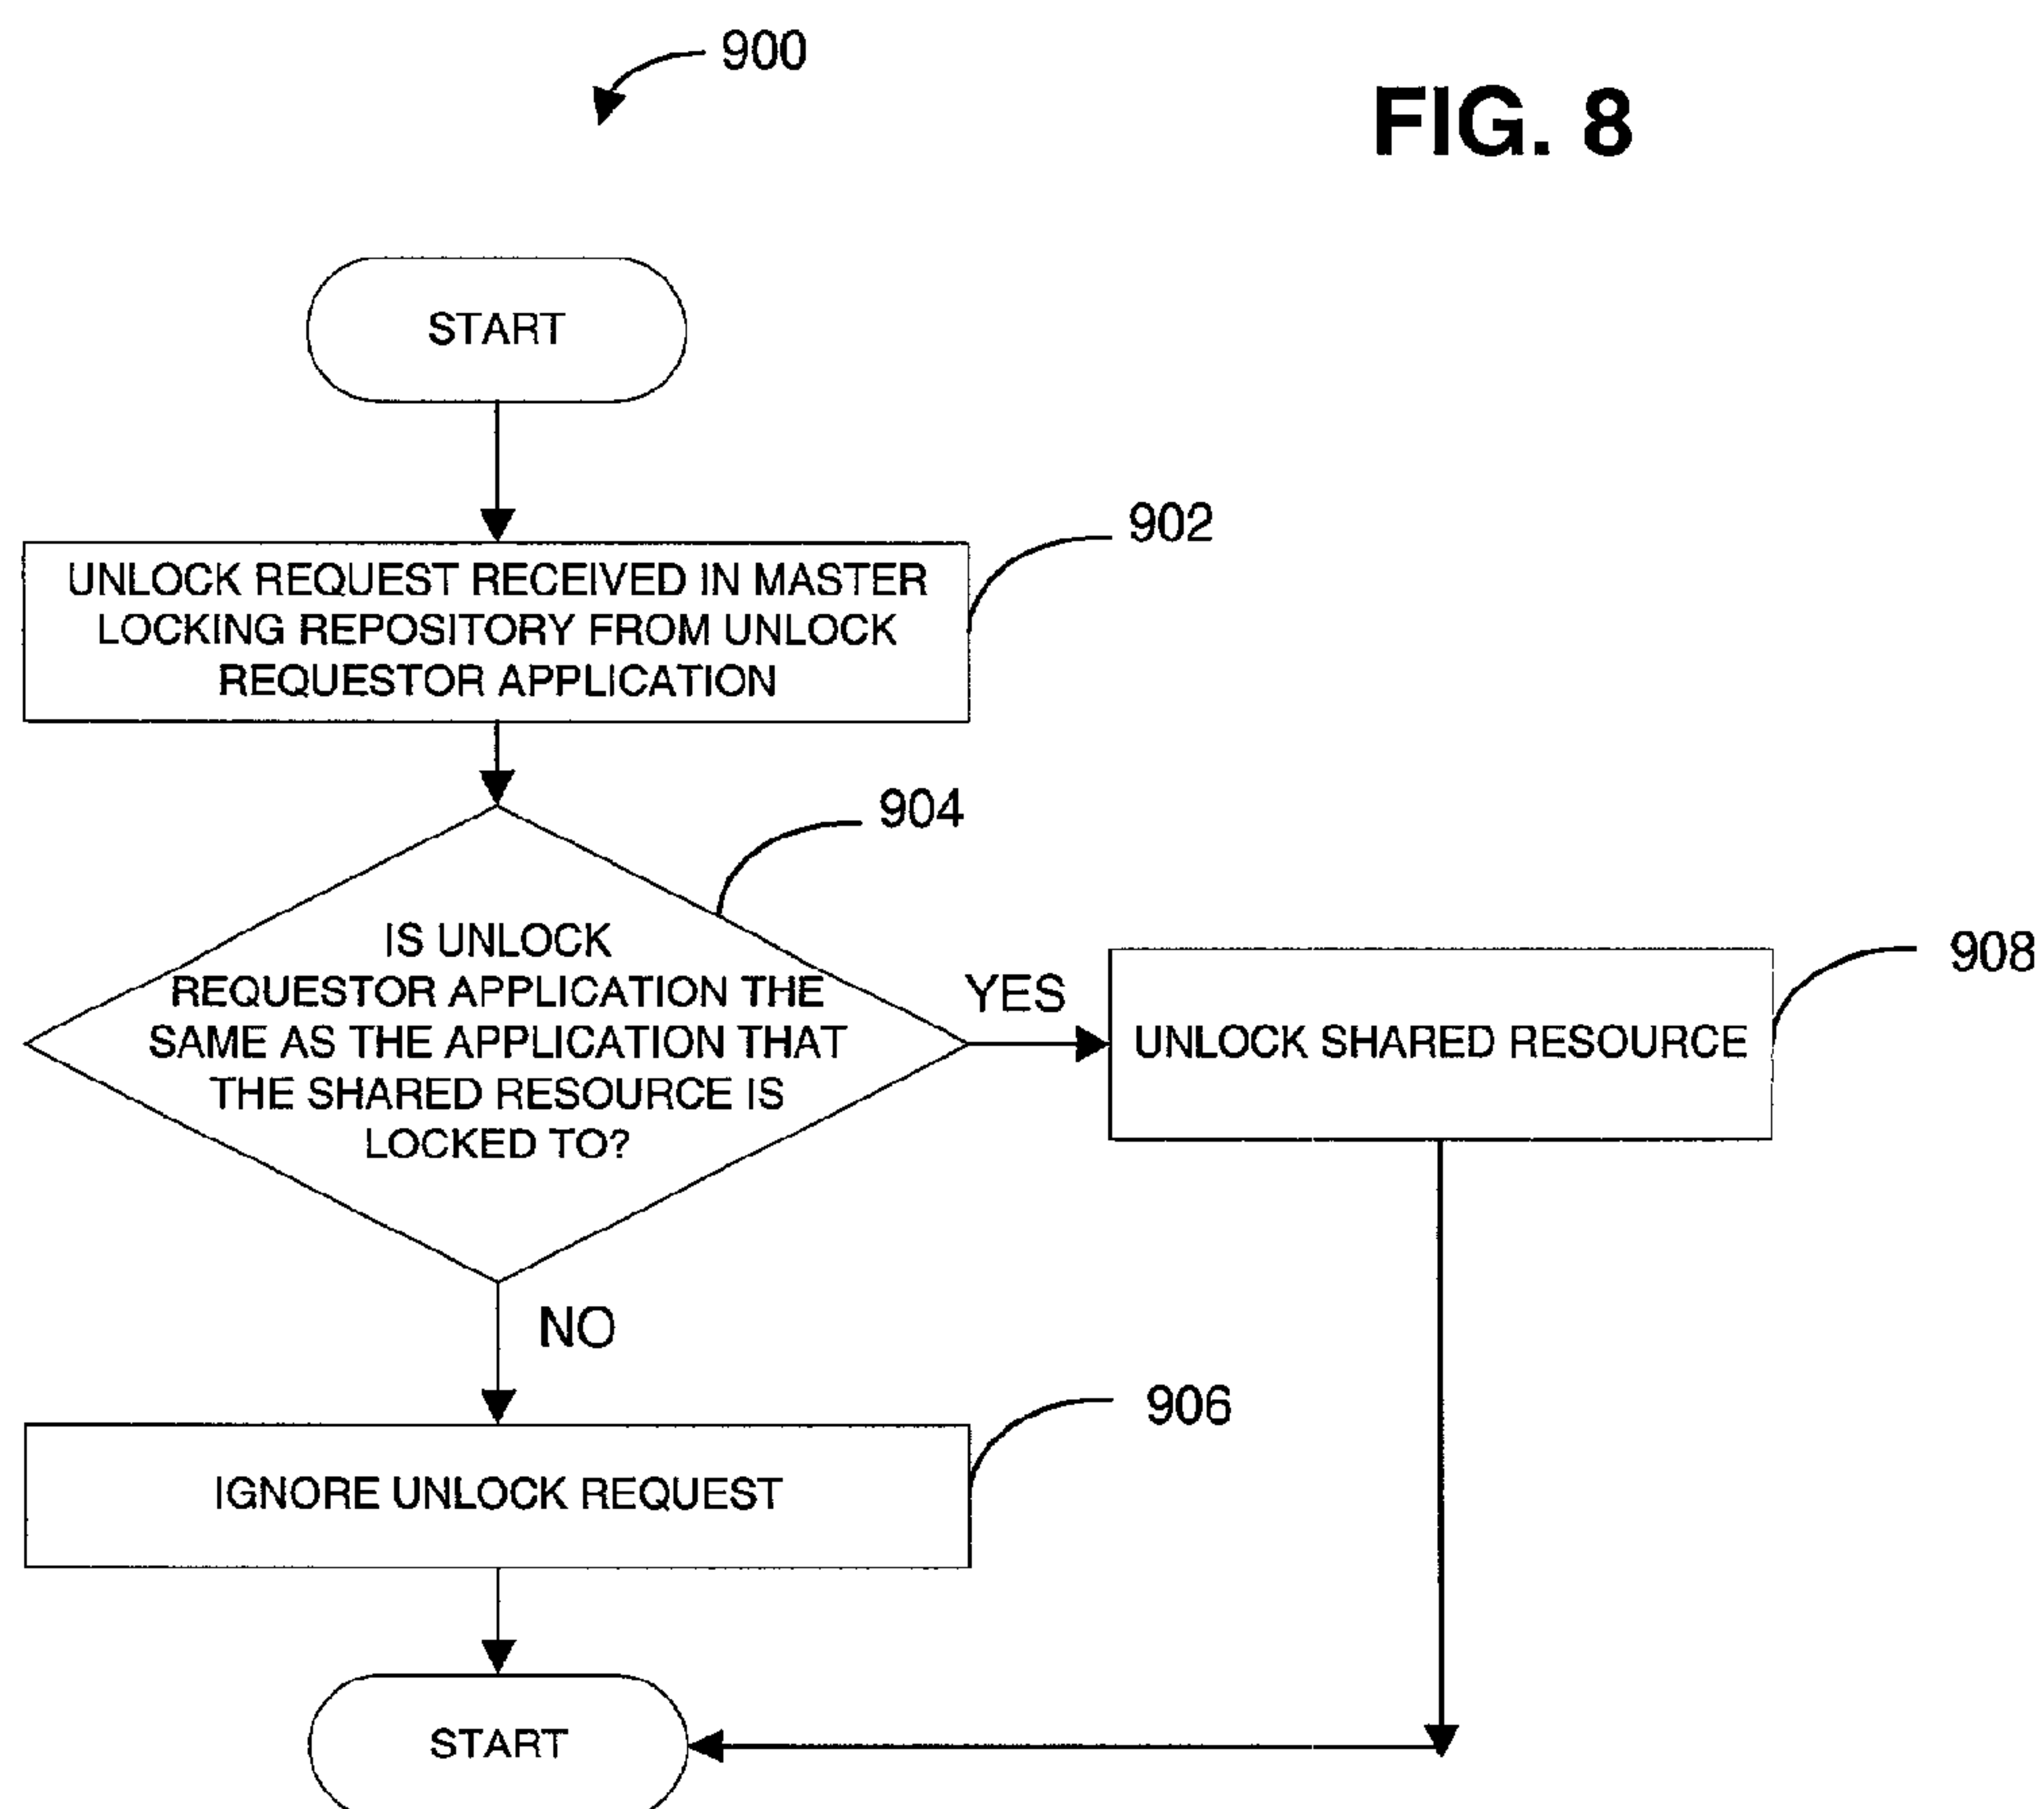 900
FIG. 8
START
902
UNLOCK REQUEST RECEIVED IN MASTER
LOCKING REPOSITORY FROM UNLOCK
REQUESTOR APPLICATION
904
IS UNLOCK
REQUESTOR APPLICATION THE
SAME AS THE APPLICATION THAT
THE SHARED RESOURCE IS
LOCKED TO?
YES
908
UNLOCK SHARED RESOURCE
NO
906
IGNORE UNLOCK REQUEST
START